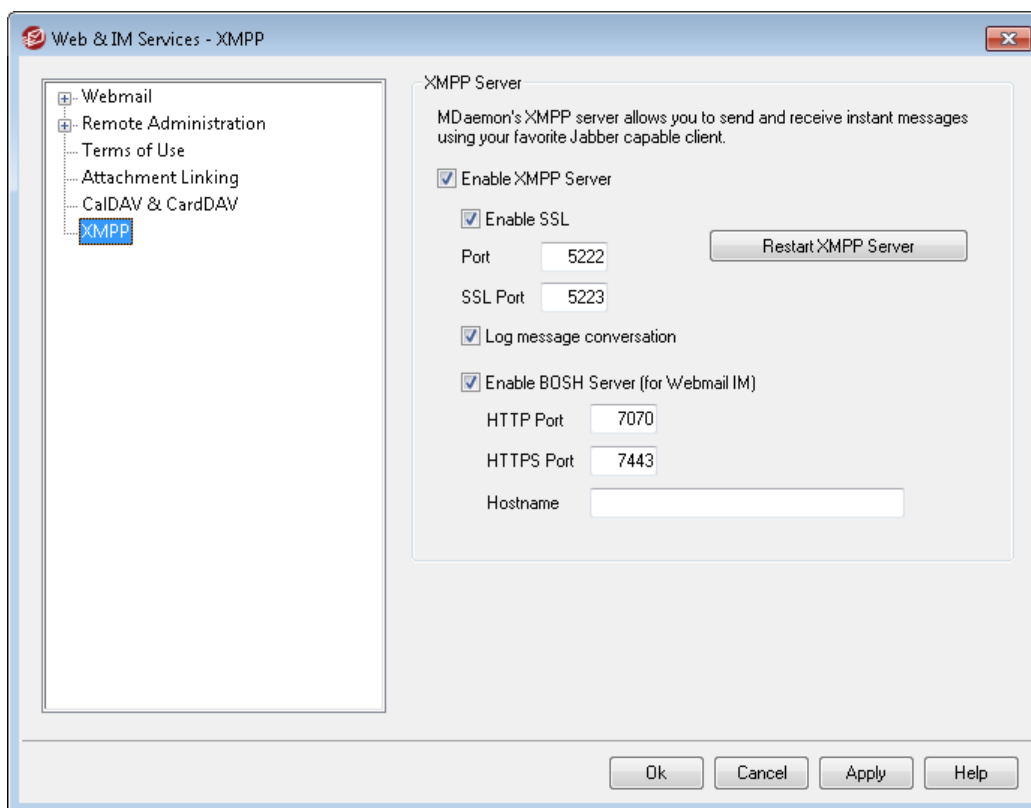 Web & IM Services - XMPP
Webmail
Remote Administration
Terms of Use
Attachment Linking
CalDAV & CardDAV
XMPP
XMPP Server
MDaemon's XMPP server allows you to send and receive instant messages
using your favorite Jabber capable client.
Enable XMPP Server
Enable SSL
Port 5222
Restart XMPP Server
SSL Port 5223
Log message conversation
Enable BOSH Server (for Webmail IM)
HTTP Port 7070
HTTPS Port 7443
Hostname
Ok Cancel Apply Help